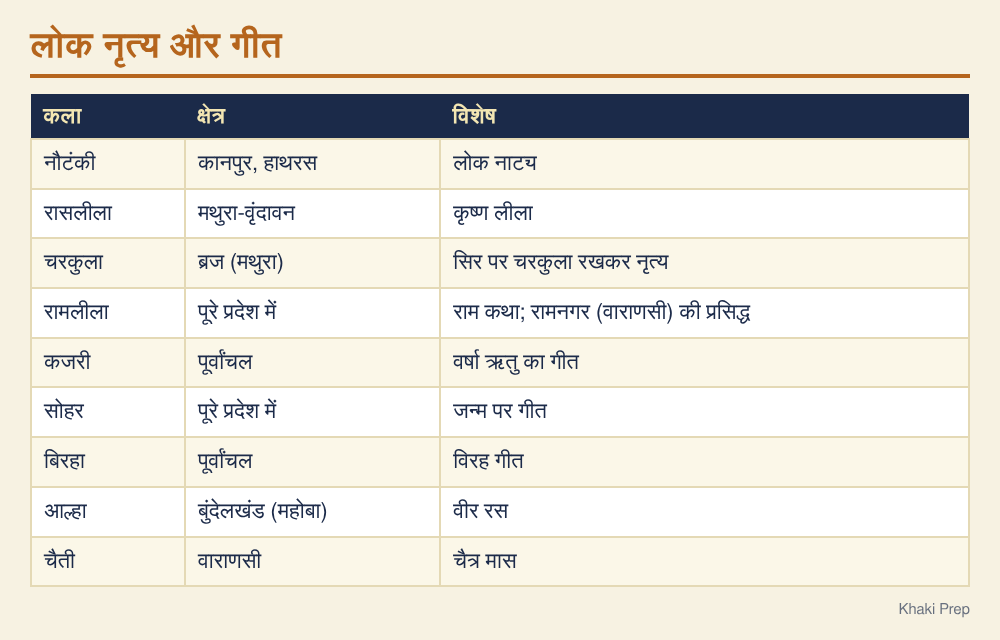 लोक नृत्य और गीत
कला क्षेत्र विशेष
नौटंकी कानपुर, हाथरस लोक नाट्य
रासलीला मथुरा-वृंदावन कृष्ण लीला
चरकुला ब्रज (मथुरा) सिर पर चरकुला रखकर नृत्य
रामलीला पूरे प्रदेश में राम कथा; रामनगर (वाराणसी) की प्रसिद्ध
कजरी पूर्वांचल वर्षा ऋतु का गीत
सोहर पूरे प्रदेश में जन्म पर गीत
बिरहा पूर्वांचल विरह गीत
आल्हा बुंदेलखंड (महोबा) वीर रस
चैती वाराणसी चैत्र मास
Khaki Prep